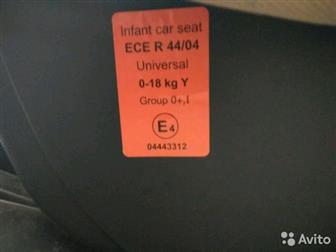 Infant car seat
ECE R 44/04
Universal
0-18 kg Y
Group 0+,I
E4
04443312
Avito